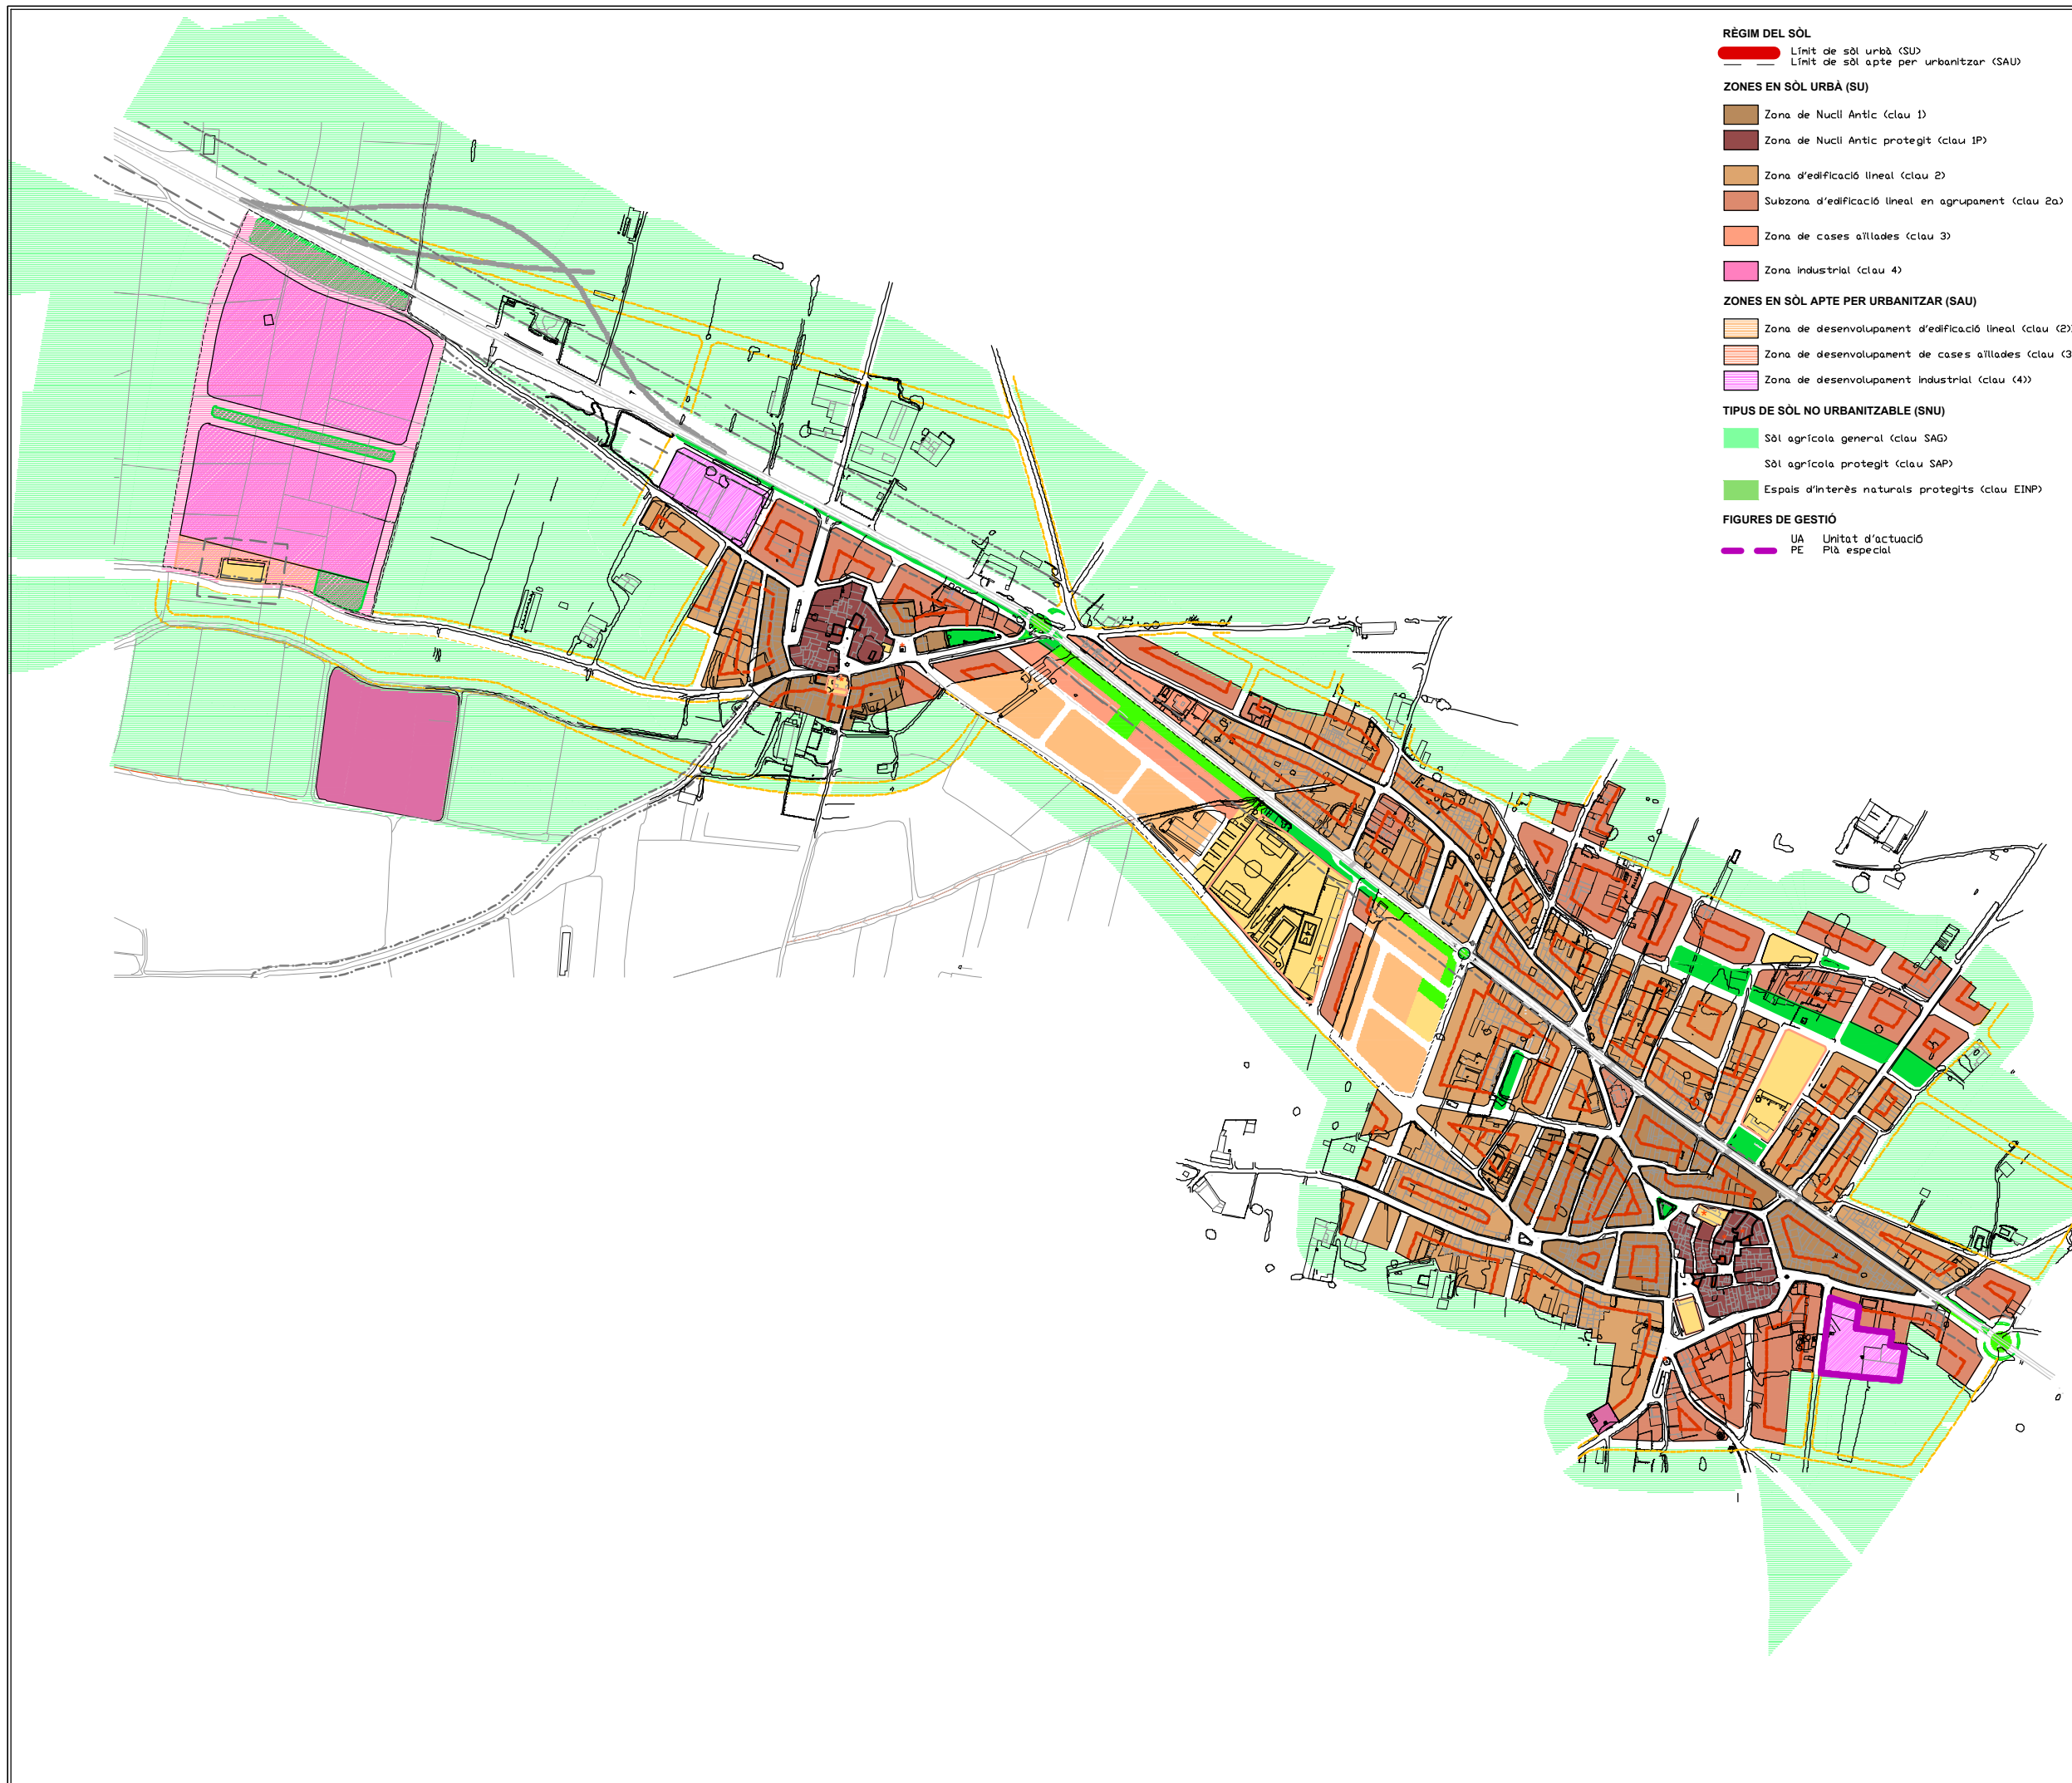 RÈGIM DEL SÒL
Límit de sòl urbà (SU)
Límit de sòl apte per urbanitzar (SAU)
ZONES EN SÒL URBÀ (SU)
Zona de Nucli Antic (clau 1)
Zona de Nucli Antic protegit (clau 1P)
Zona d'edificació lineal (clau 2)
Subzona d'edificació lineal en agrupament (clau 2a)
Zona de cases aïllades (clau 3)
Zona industrial (clau 4)
ZONES EN SÒL APTE PER URBANITZAR (SAU)
Zona de desenvolupament d'edificació lineal (clau (2)
Zona de desenvolupament de cases aïllades (clau (3
Zona de desenvolupament industrial (clau (4))
TIPUS DE SÒL NO URBANITZABLE (SNU)
Sòl agrícola general (clau SAG)
Sòl agrícola protegit (clau SAP)
Espais d'interès naturals protegits (clau EINP)
FIGURES DE GESTIÓ
UA Unitat d'actuació
PE Plà especial